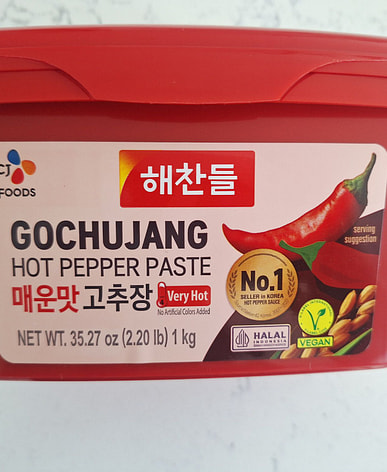 CJ
FOODS
해찬들
GOCHUJANG
HOT PEPPER PASTE
매운맛 고추장
Very Hot
No Artificial Colors Added
NET WT. 35.27 oz (2.20 lb) 1 kg
serving
suggestion
No.1
SELLER in KOREA
HOT PEPPER SAUCE
HALAL
INDONESIA
VEGAN